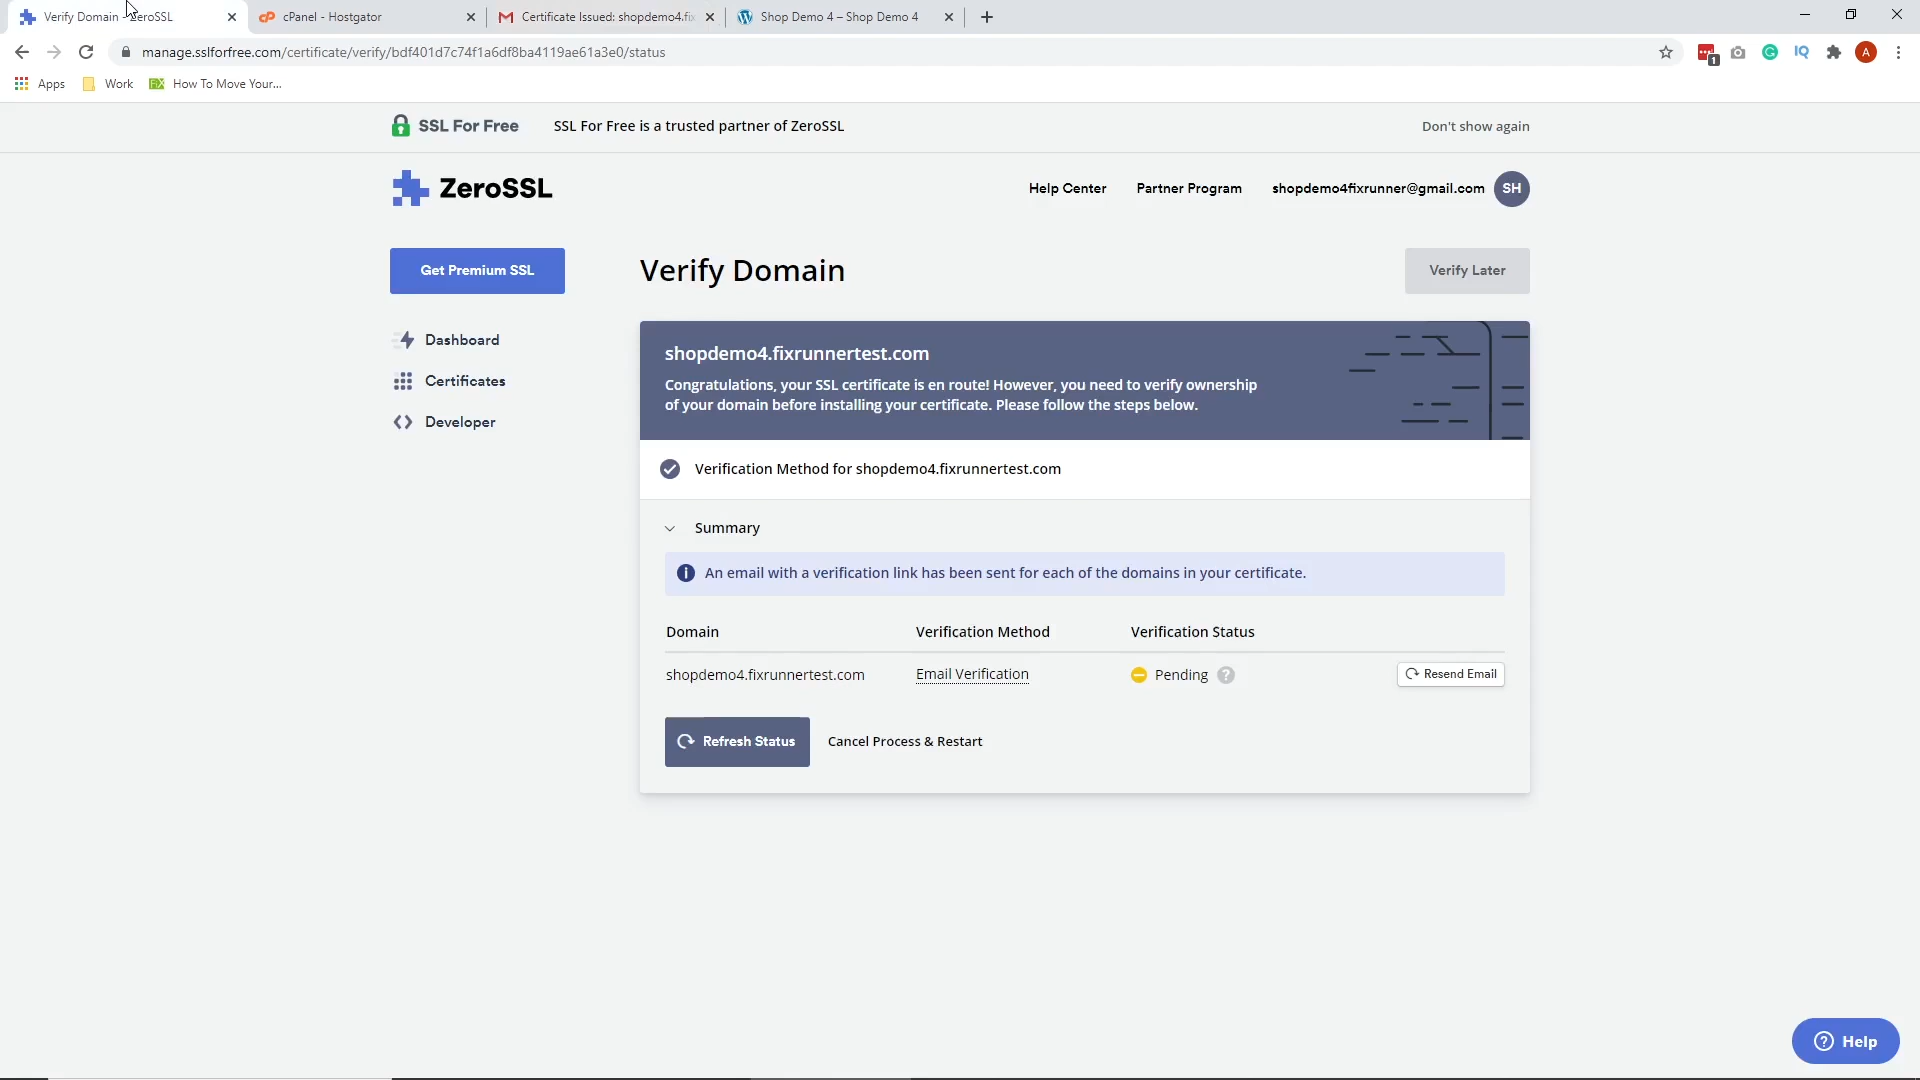 Verify Domain - ZeroSSL
cPanel - Hostgator
Certificate Issued: shopdemo4.fix
Shop Demo 4 – Shop Demo 4
manage.sslforfree.com/certificate/verify/bdf401d7c74f1a6df8ba4119ae61a3e0/status
1
IQ
A
Apps
Work
FiX
How To Move Your...
SSL For Free
SSL For Free is a trusted partner of ZeroSSL
Don't show again
ZeroSSL
Help Center
Partner Program
shopdemo4fixrunner@gmail.com
SH
Get Premium SSL
Verify Domain
Verify Later
Dashboard
Certificates
Developer
shopdemo4.fixrunnertest.com
Congratulations, your SSL certificate is en route! However, you need to verify ownership
of your domain before installing your certificate. Please follow the steps below.
Verification Method for shopdemo4.fixrunnertest.com
Summary
An email with a verification link has been sent for each of the domains in your certificate.
Domain
Verification Method
Verification Status
shopdemo4.fixrunnertest.com
Email Verification
Pending
?
Resend Email
Refresh Status
Cancel Process & Restart
? Help